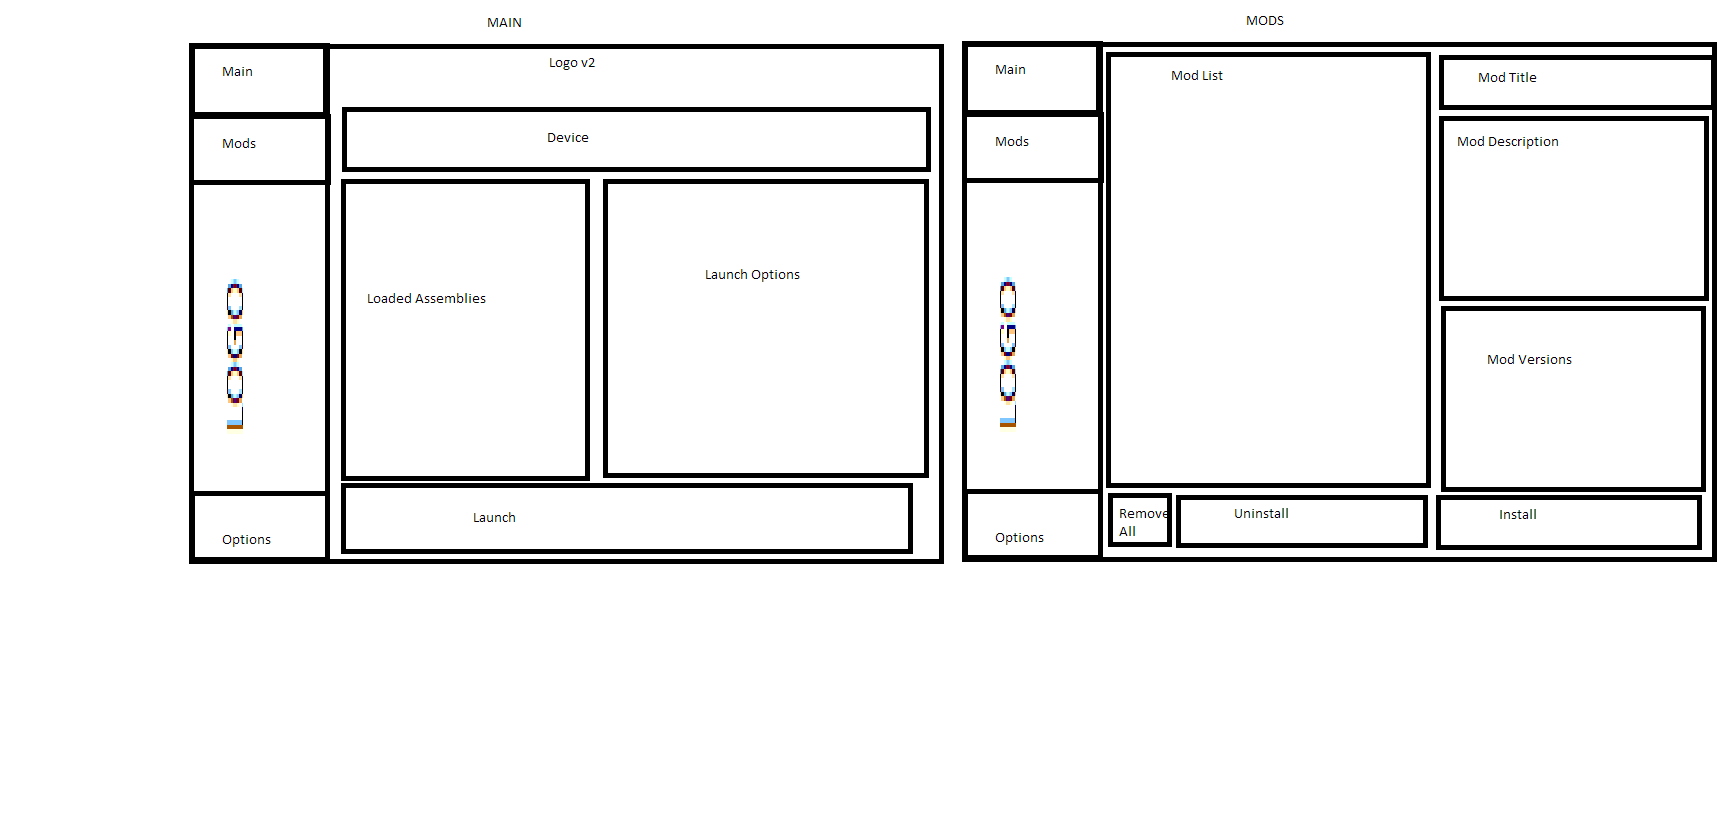 MAIN
Main
Logo v2
Mods
Device
Loaded Assemblies
Launch Options
LOGO
Launch
Options
MODS
Main
Mod List
Mod Title
Mods
Mod Description
LOGO
Mod Versions
Remove
All
Uninstall
Install
Options